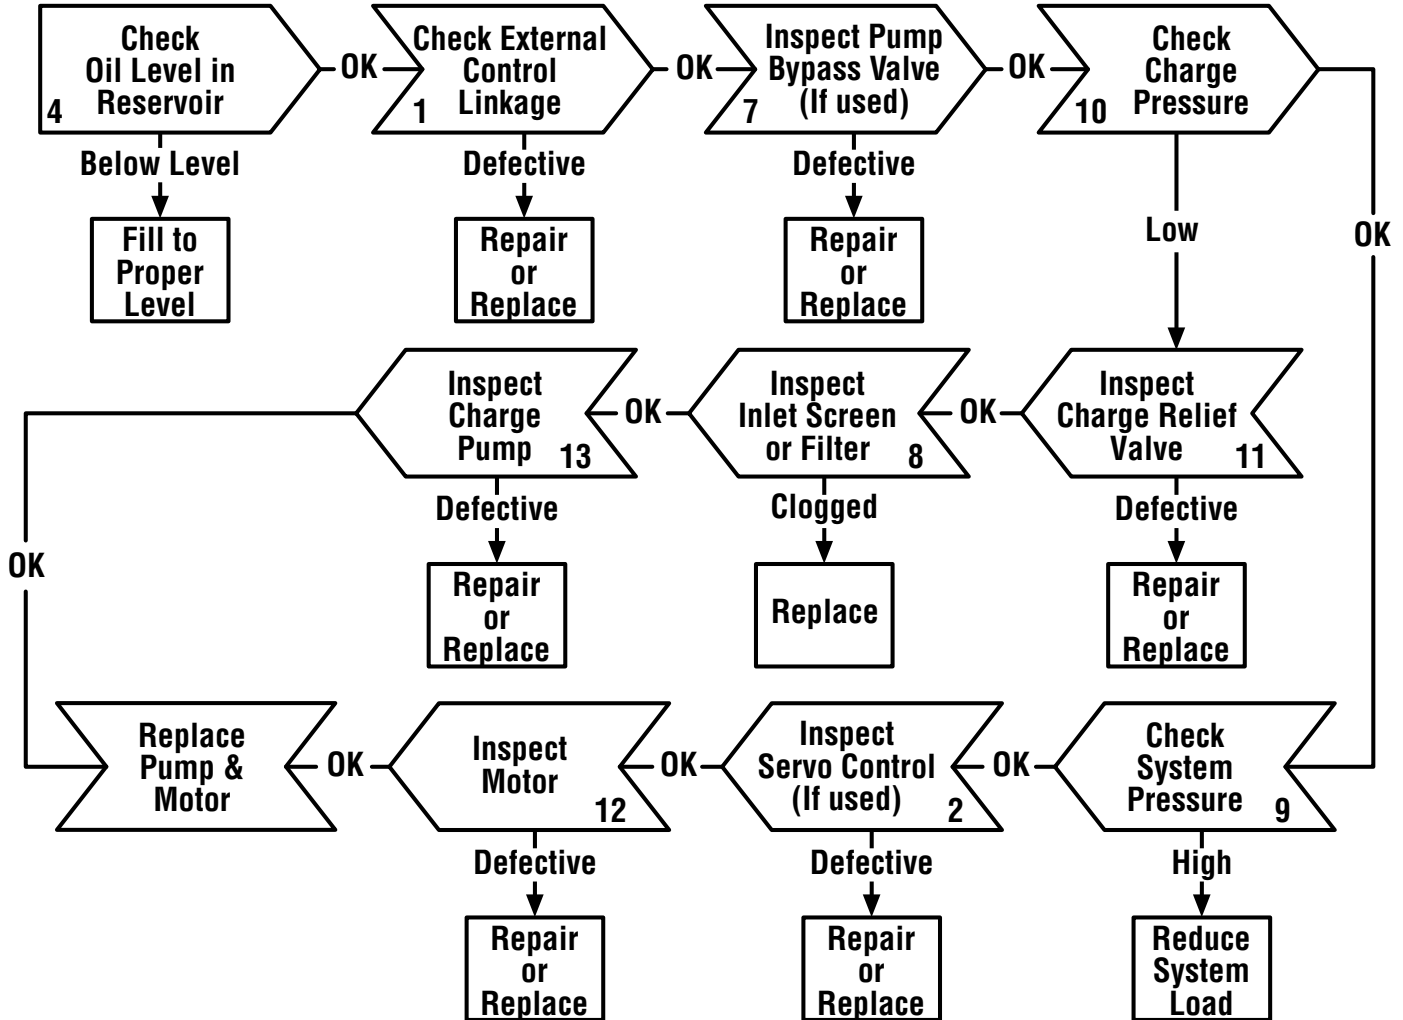 Check
Oil Level in
Reservoir
4
OK
Check External
Control
Linkage
1
OK
Inspect Pump
Bypass Valve
(If used)
7
OK
Check
Charge
Pressure
10
Below Level
Defective
Defective
Low
OK
Fill to
Proper
Level
Repair
or
Replace
Repair
or
Replace
Inspect
Charge
Pump
13
OK
Inspect
Inlet Screen
or Filter
8
OK
Inspect
Charge Relief
Valve
11
Defective
Clogged
Defective
OK
Repair
or
Replace
Replace
Repair
or
Replace
Replace
Pump &
Motor
OK
Inspect
Motor
12
OK
Inspect
Servo Control
(If used)
2
OK
Check
System
Pressure
9
Defective
Defective
High
Repair
or
Replace
Repair
or
Replace
Reduce
System
Load